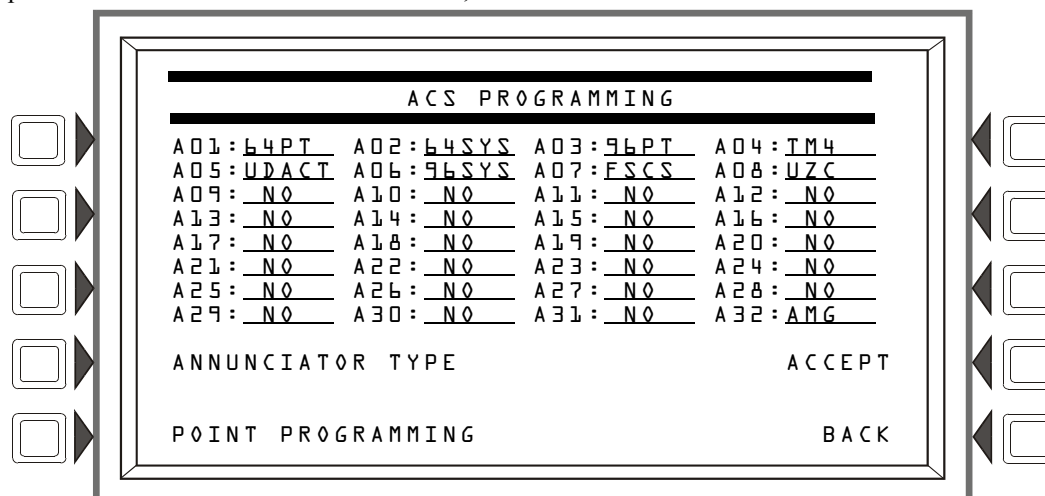 ACS PROGRAMMING
A01:64PT A02:64SYS A03:96PT A04:TM4
A05:UDACT A06:96SYS A07:FSCS A08:UZC
A09: NO A10: NO A11: NO A12: NO
A13: NO A14: NO A15: NO A16: NO
A17: NO A18: NO A19: NO A20: NO
A21: NO A22: NO A23: NO A24: NO
A25: NO A26: NO A27: NO A28: NO
A29: NO A30: NO A31: NO A32:AMG
ANNUNCIATOR TYPE ACCEPT
POINT PROGRAMMING BACK